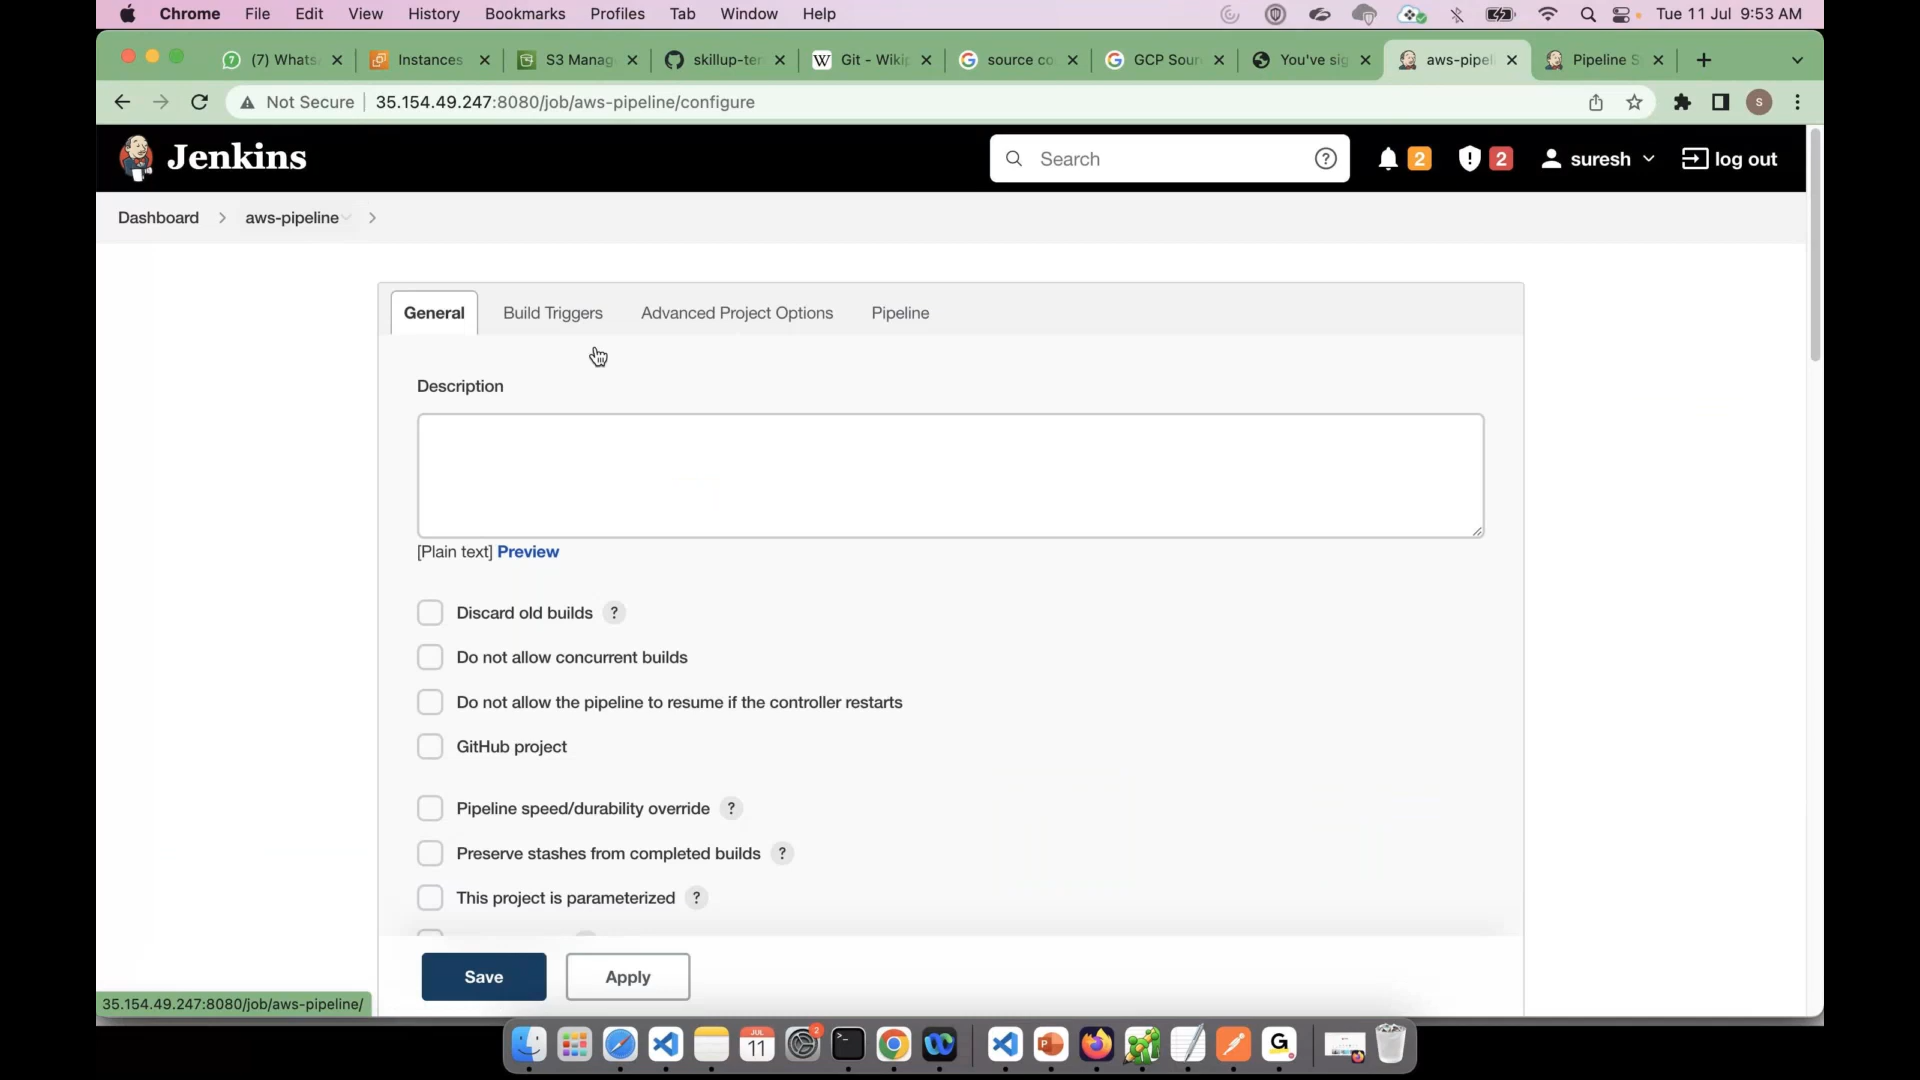 Chrome File Edit View History Bookmarks Profiles Tab Window Help Tue 11 Jul 9:53 AM
(7) Whats Instances S3 Manag skillup-ter Git - Wikip source co GCP Sour You've sig aws-pipel Pipeline S
Not Secure 35.154.49.247:8080/job/aws-pipeline/configure S
Jenkins Search ? 2 2 suresh log out
Dashboard aws-pipeline
General Build Triggers Advanced Project Options Pipeline
Description
[Plain text] Preview
Discard old builds ?
Do not allow concurrent builds
Do not allow the pipeline to resume if the controller restarts
GitHub project
Pipeline speed/durability override ?
Preserve stashes from completed builds ?
This project is parameterized ?
Save Apply
35.154.49.247:8080/job/aws-pipeline/
JUL
11
2